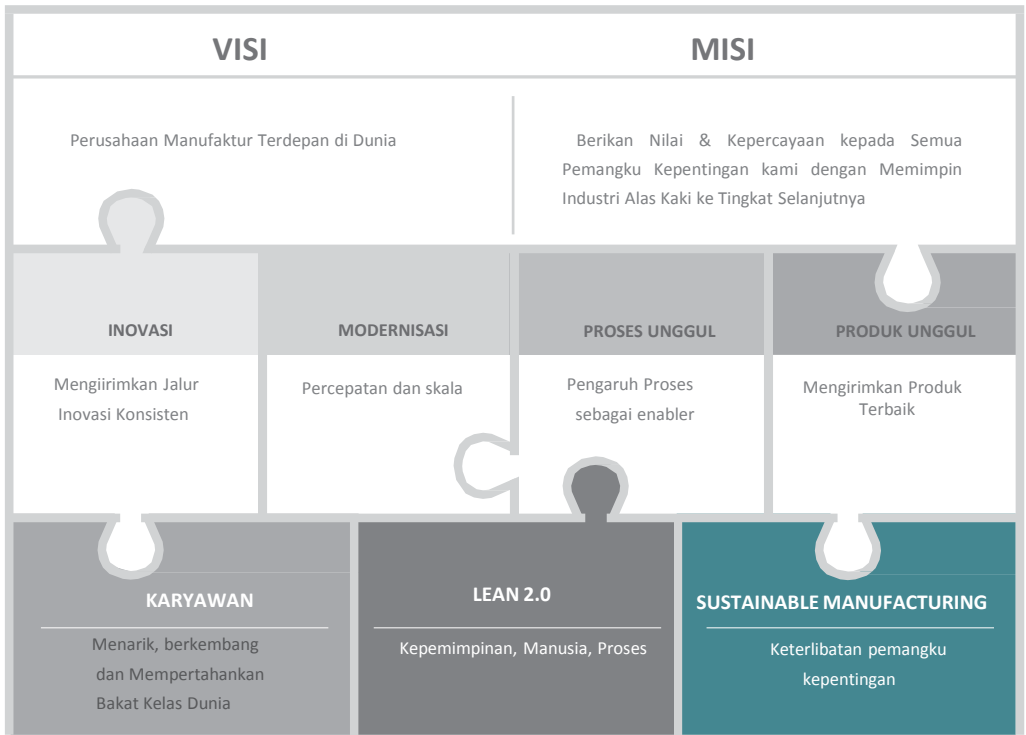 VISI
MISI
Perusahaan Manufaktur Terdepan di Dunia
Berikan Nilai & Kepercayaan kepada Semua
Pemangku Kepentingan kami dengan Memimpin
Industri Alas Kaki ke Tingkat Selanjutnya
INOVASI
Mengiirimkan Jalur
Inovasi Konsisten
MODERNISASI
Percepatan dan skala
PROSES UNGGUL
Pengaruh Proses
sebagai enabler
PRODUK UNGGUL
Mengirimkan Produk
Terbaik
KARYAWAN
Menarik, berkembang
dan Mempertahankan
Bakat Kelas Dunia
LEAN 2.0
Kepemimpinan, Manusia, Proses
SUSTAINABLE MANUFACTURING
Keterlibatan pemangku
kepentingan